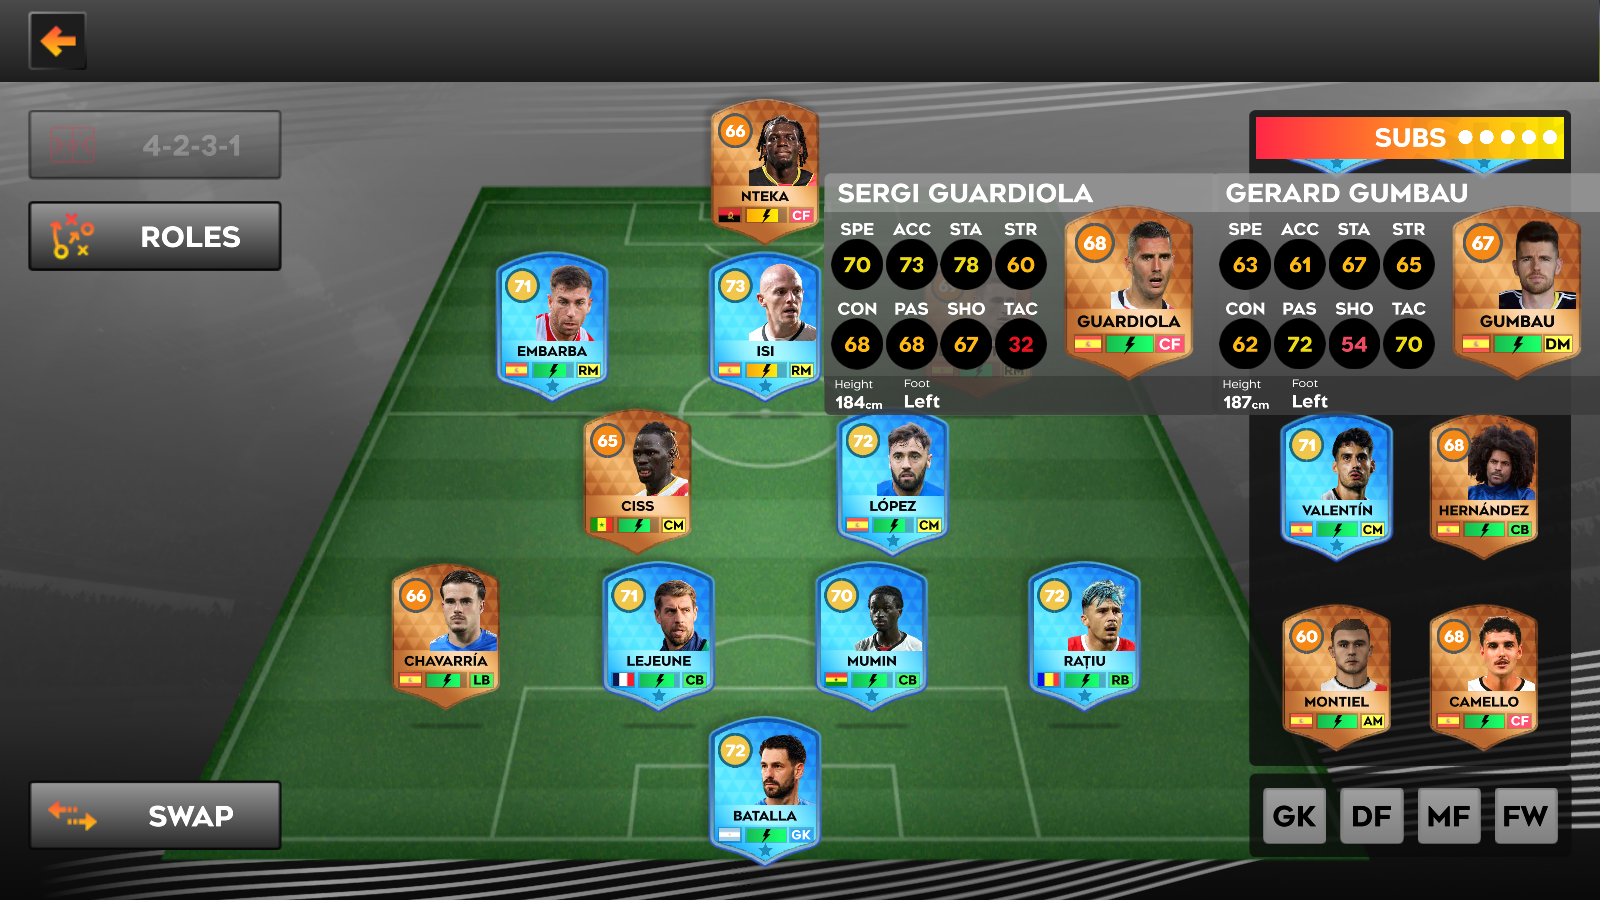 4-2-3-1
ROLES
SWAP
66
NTEKA
CF
71
EMBARBA
RM
73
ISI
RM
65
CISS
CM
72
LÓPEZ
CM
66
CHAVARRÍA
LB
71
LEJEUNE
CB
70
MUMIN
CB
72
RAȚIU
RB
72
BATALLA
GK
SERGI GUARDIOLA
SPE ACC STA STR
70 73 78 60
CON PAS SHO TAC
68 68 67 32
Height Foot
184cm Left
68
GUARDIOLA
CF
RM
SUBS
GERARD GUMBAU
SPE ACC STA STR
63 61 67 65
CON PAS SHO TAC
62 72 54 70
Height Foot
187cm Left
67
GUMBAU
DM
71
VALENTÍN
CM
68
HERNÁNDEZ
CB
60
MONTIEL
AM
68
CAMELLO
CF
GK DF MF FW